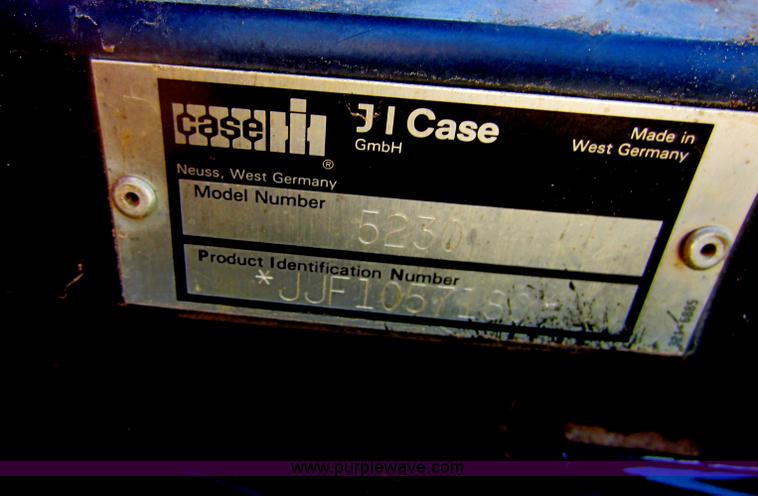 CASE IH ®
J I Case
GmbH
Made in
West Germany
Neuss, West Germany
Model Number
5230
Product Identification Number
www.purplewave.com